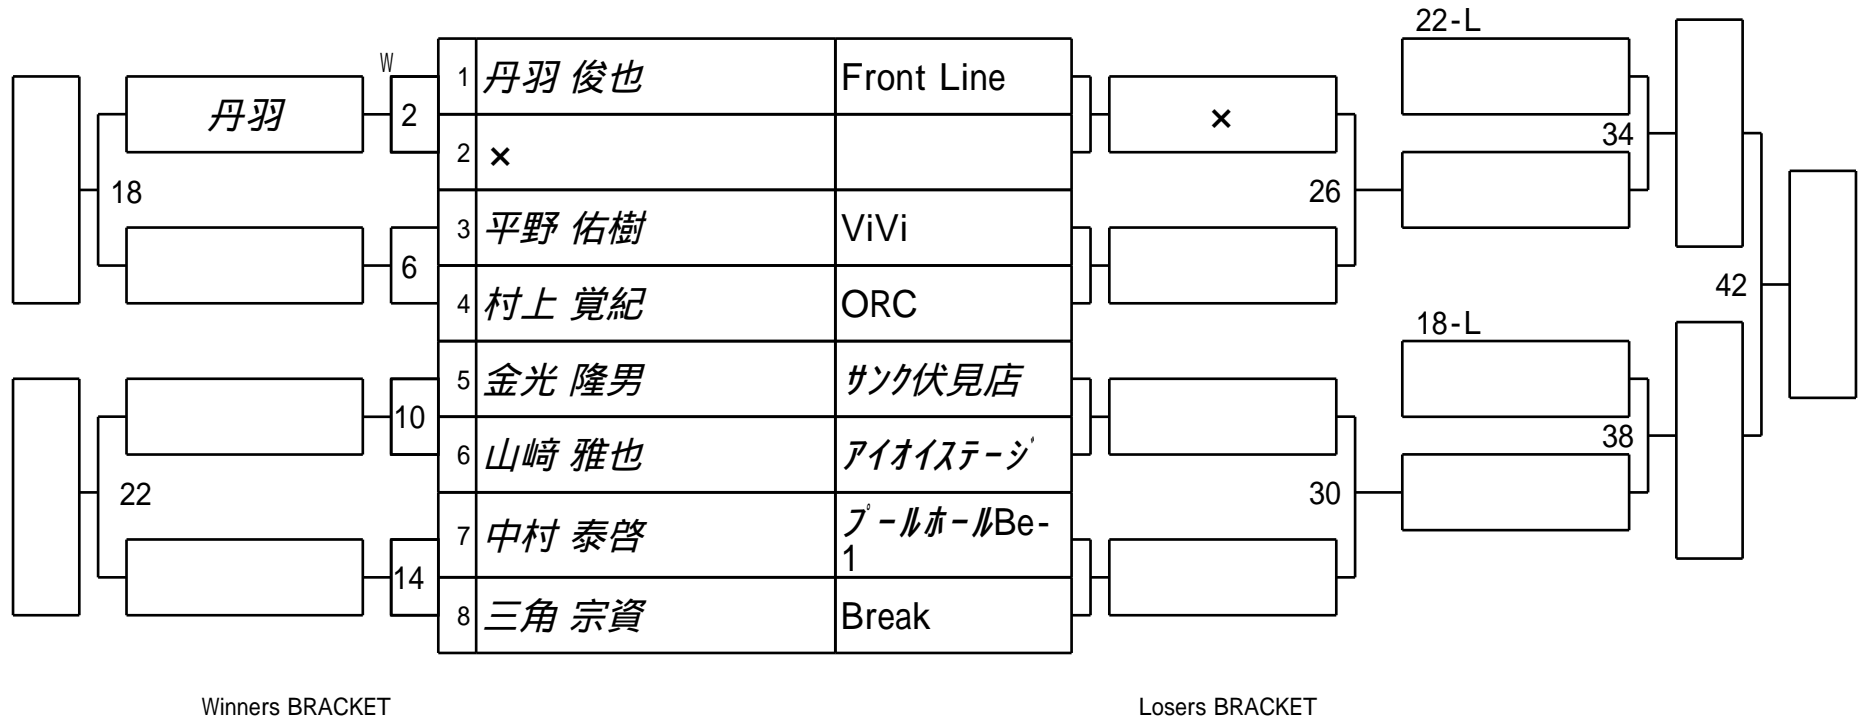 22-L
W
1 丹羽 俊也 Front Line
丹羽 2 × 34
2 ×
18 26
3 平野 佑樹 ViVi
6
4 村上 覚紀 ORC 42
18-L
5 金光 隆男 ｻﾝｸ伏見店
10 38
6 山﨑 雅也 ｱｲｵｲｽﾃｰｼﾞ
22 30
7 中村 泰啓 ﾌﾟｰﾙﾎｰﾙBe-
1
14
8 三角 宗資 Break
Winners BRACKET Losers BRACKET